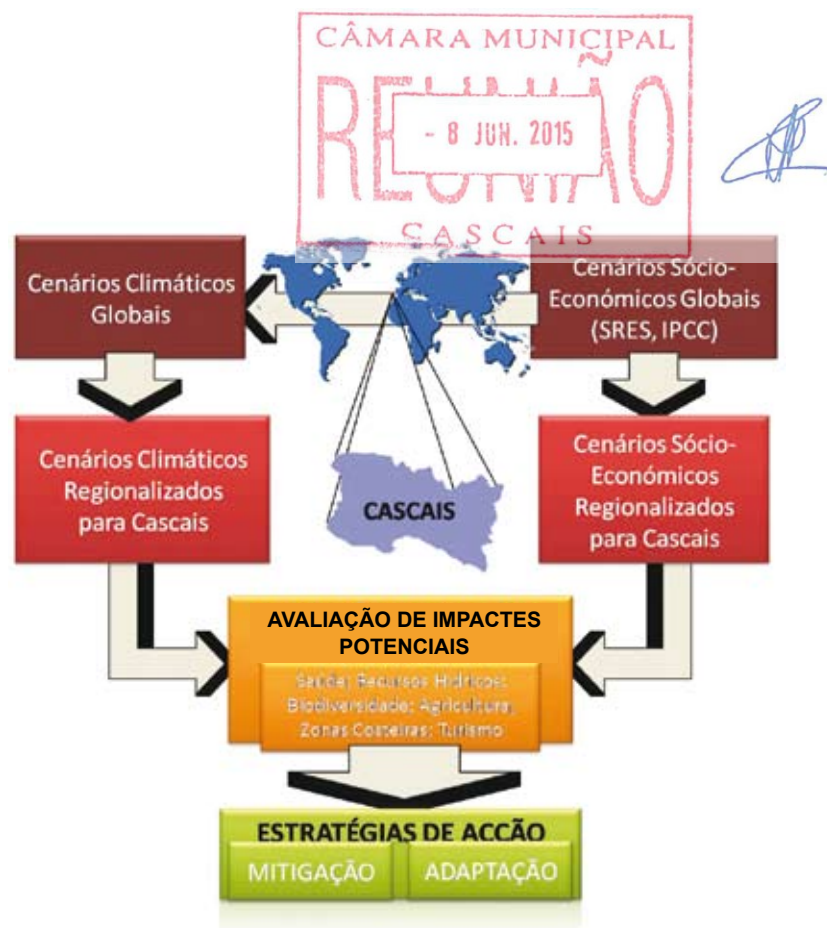 CÂMARA MUNICIPAL
REUNIÃO
- 8 JUN. 2015
CASCAIS
Cenários Climáticos
Globais
Cenários Sócio-
Económicos Globais
(SRES, IPCC)
Cenários Climáticos
Regionalizados
para Cascais
CASCAIS
Cenários Sócio-
Económicos
Regionalizados
para Cascais
AVALIAÇÃO DE IMPACTES
POTENCIAIS
Saúde; Recursos Hídricos;
Biodiversidade; Agricultura;
Zonas Costeiras; Turismo
ESTRATÉGIAS DE ACCÃO
MITIGAÇÃO
ADAPTAÇÃO